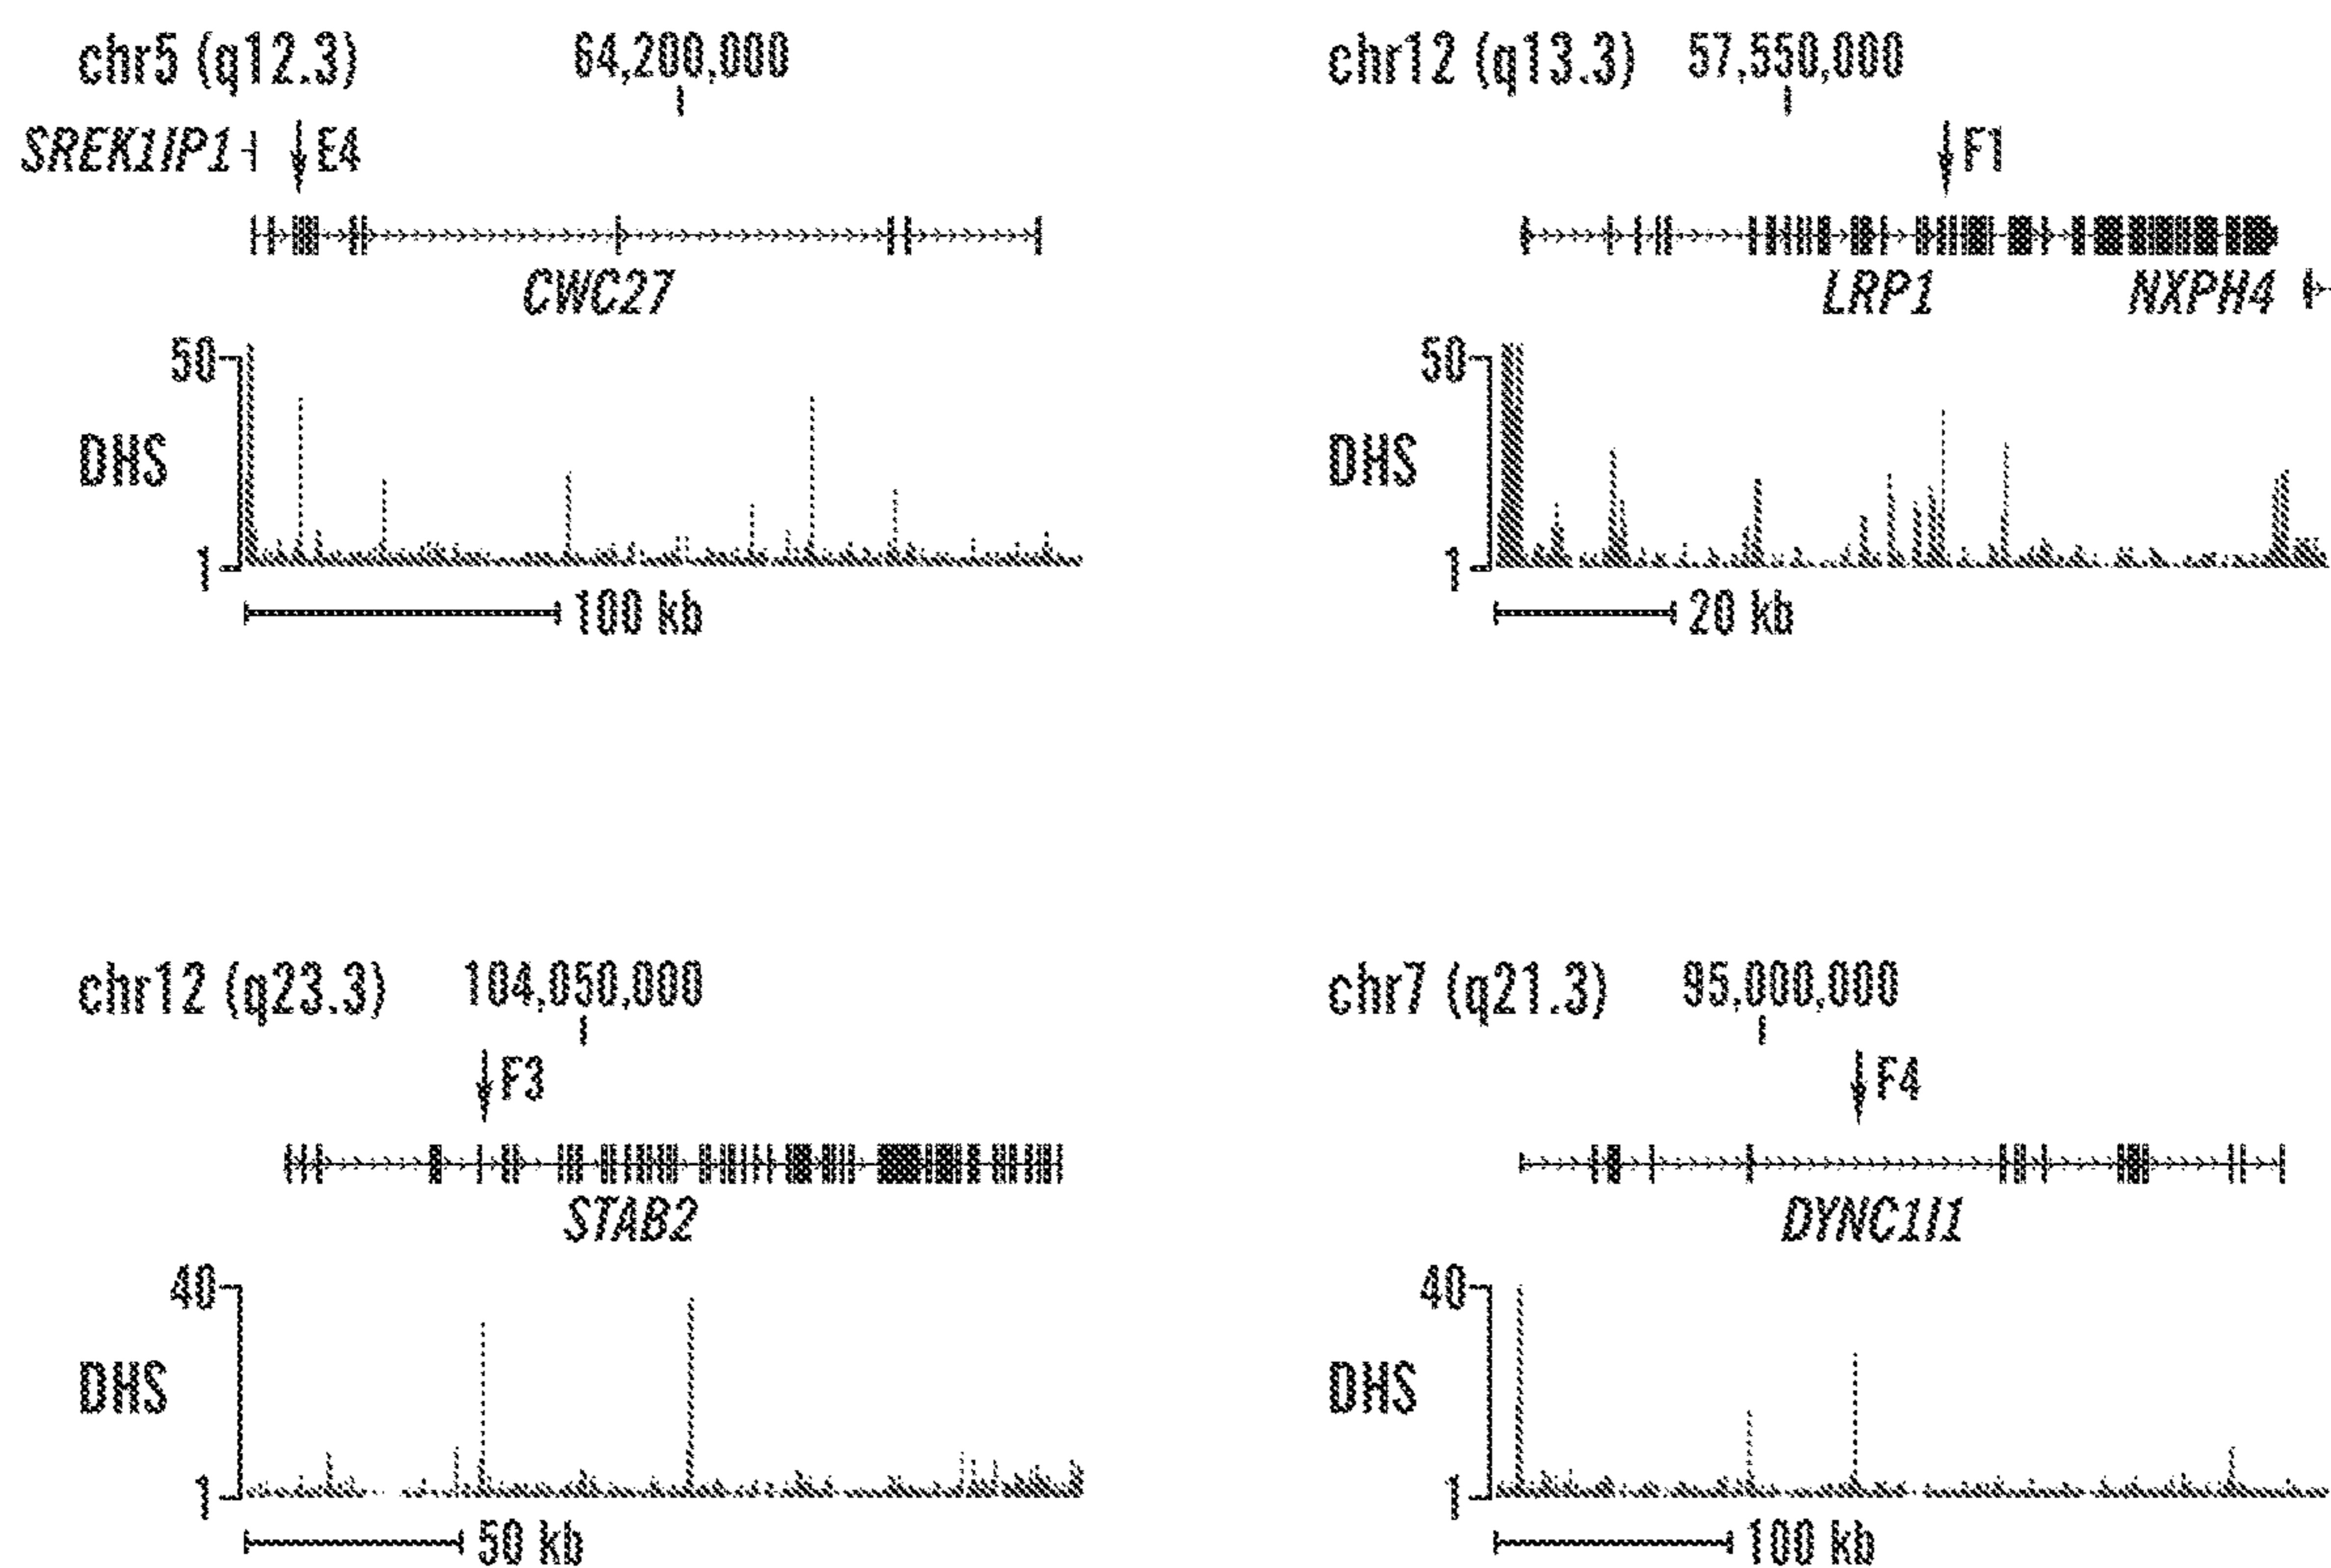 chr5 (q12.3) 64,200,000
SREK1IP1 E4
CWC27
50
DHS
1
100 kb
chr12 (q13.3) 57,550,000
F1
LRP1 NXPH4
50
DHS
1
20 kb
chr12 (q23.3) 104,050,000
F3
STAB2
40
DHS
1
50 kb
chr7 (q21.3) 95,000,000
F4
DYNC1I1
40
DHS
1
100 kb